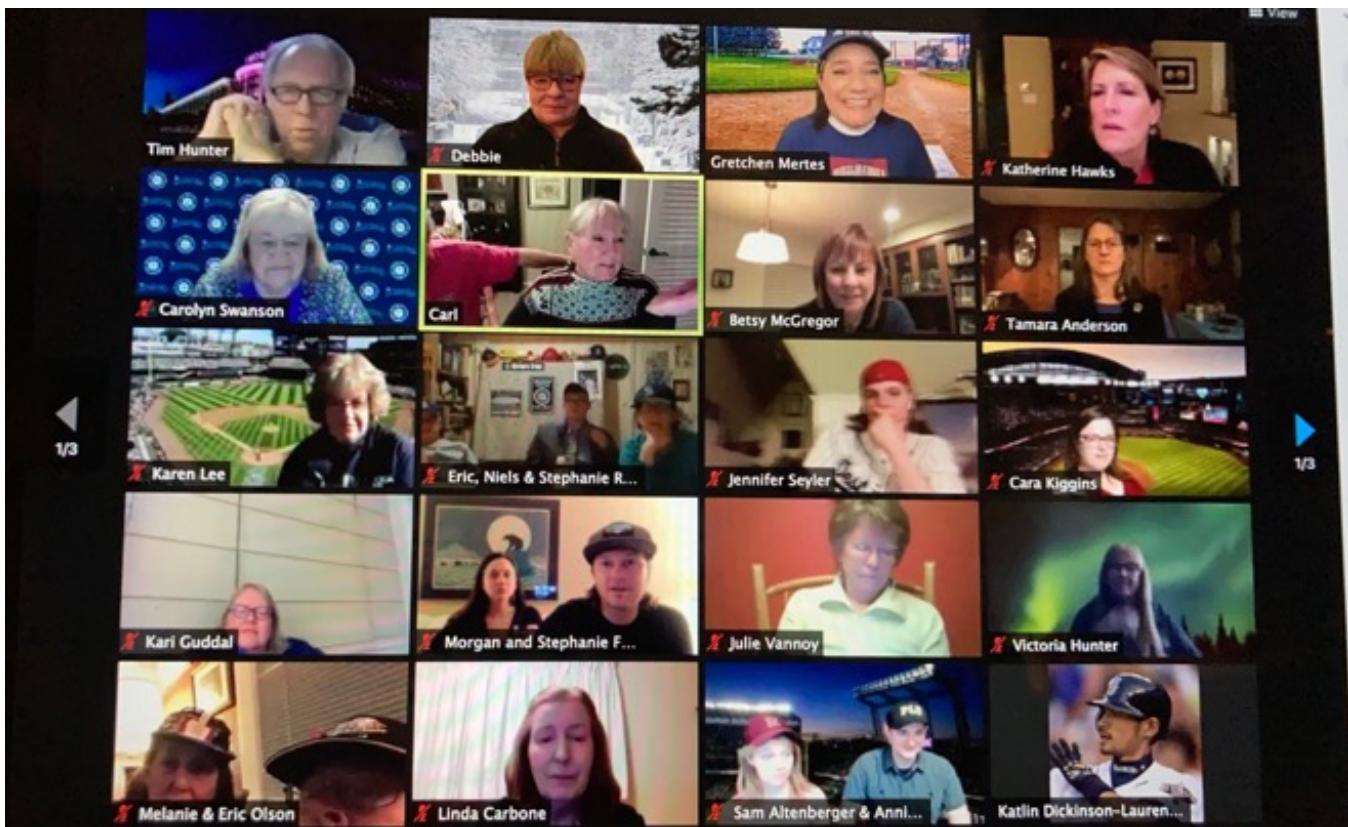 View
Tim Hunter
Debbie
Gretchen Mertes
Katherine Hawks
Carolyn Swanson
Carl
Betsy McGregor
Tamara Anderson
Karen Lee
Eric, Niels & Stephanie R...
Jennifer Seyler
Cara Kiggins
1/3
1/3
Kari Guddal
Morgan and Stephanie F...
Julie Vannoy
Victoria Hunter
Melanie & Eric Olson
Linda Carbone
Sam Altenberger & Anni...
Katlin Dickinson-Lauren...